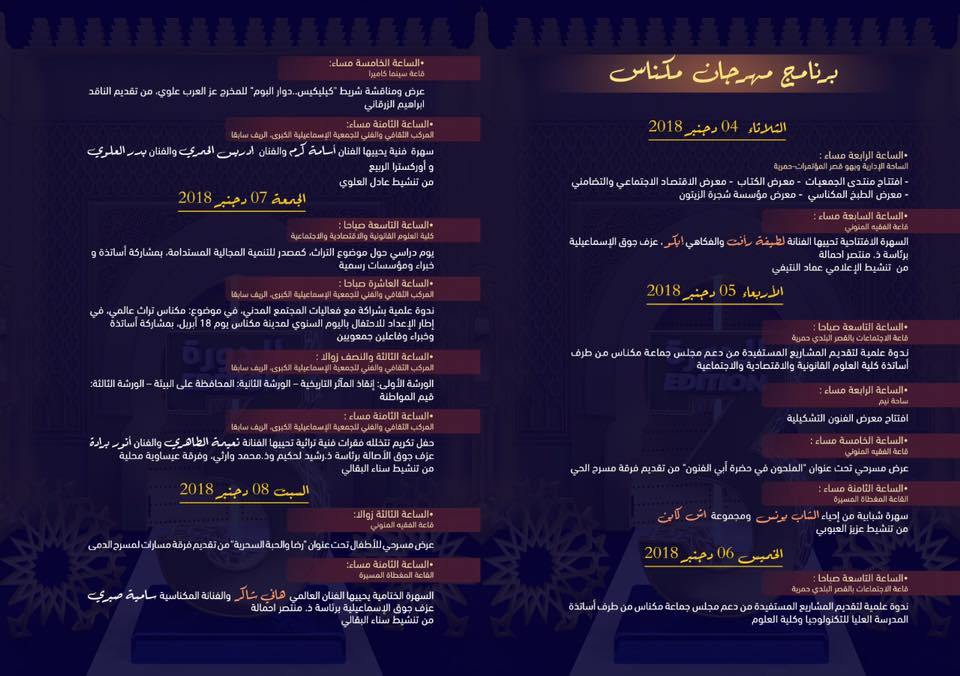 برنامج مهرجان مكناس
الثلاثاء 04 دجنبر 2018
•الساعة الرابعة مساء :
الساحة الإدارية وبهو قصر المؤتمرات-حمرية
- افتتاح منتدى الجمعيات - معرض الكتاب - معرض الاقتصاد الاجتماعي والتضامني
- معرض الطبخ المكناسي - معرض مؤسسة شجرة الزيتون
•الساعة السابعة مساء :
قاعة الفقيه المنوني
السهرة الافتتاحية تحييها الفنانة لطيفة رأفت والفكاهي ايكو، عزف جوق الإسماعيلية
برئاسة ذ. منتصر احمالة
من تنشيط الإعلامي عماد النتيفي
الأربعاء 05 دجنبر 2018
•الساعة التاسعة صباحا :
قاعة الاجتماعات بالقصر البلدي حمرية
ندوة علمية لتقديم المشاريع المستفيدة من دعم مجلس جماعة مكناس من طرف
أساتذة كلية العلوم القانونية والاقتصادية والاجتماعية
•الساعة الرابعة مساء :
ساحة نيم
افتتاح معرض الفنون التشكيلية
•الساعة الخامسة مساء :
قاعة الفقيه المنوني
عرض مسرحي تحت عنوان "الملحون في حضرة أبي الفنون" من تقديم فرقة مسرح الحي
•الساعة الثامنة مساء :
القاعة المغطاة المسيرة
سهرة شبابية من إحياء الشاب يونس ومجموعة اش كاين
من تنشيط عزيز العبوبي
الخميس 06 دجنبر 2018
•الساعة التاسعة صباحا :
قاعة الاجتماعات بالقصر البلدي حمرية
ندوة علمية لتقديم المشاريع المستفيدة من دعم مجلس جماعة مكناس من طرف أساتذة
المدرسة العليا للتكنولوجيا وكلية العلوم
•الساعة الخامسة مساء:
قاعة سينما كاميرا
عرض ومناقشة شريط "كيليكيس..دوار البوم" للمخرج عز العرب علوي، من تقديم الناقد
ابراهيم الزرقاني
•الساعة الثامنة مساء:
المركب الثقافي والفني للجمعية الإسماعيلية الكبرى، الريف سابقا
سهرة فنية يحييها الفنان أسامة كرم والفنان ادريس الحمري والفنان بدر العلوي
و أوركسترا الربيع
من تنشيط عادل العلوي
الجمعة 07 دجنبر 2018
•الساعة التاسعة صباحا :
كلية العلوم القانونية والاقتصادية والاجتماعية
يوم دراسي حول موضوع التراث، كمصدر للتنمية المجالية المستدامة، بمشاركة أساتذة و
خبراء ومؤسسات رسمية
•الساعة العاشرة صباحا :
المركب الثقافي والفني للجمعية الإسماعيلية الكبرى، الريف سابقا
ندوة علمية بشراكة مع فعاليات المجتمع المدني، في موضوع: مكناس تراث عالمي، في
إطار الإعداد للاحتفال باليوم السنوي لمدينة مكناس يوم 18 أبريل، بمشاركة أساتذة
وخبراء وفاعلين جمعويين
•الساعة الثالثة والنصف زوالا :
المركب الثقافي والفني للجمعية الإسماعيلية الكبرى، الريف سابقا
الورشة الأولى: إنقاذ المآثر التاريخية – الورشة الثانية: المحافظة على البيئة – الورشة الثالثة:
قيم المواطنة
•الساعة الثامنة مساء :
المركب الثقافي والفني للجمعية الإسماعيلية الكبرى، الريف سابقا
حفل تكريم تتخلله فقرات فنية تراثية تحييها الفنانة نعيمة الطاهري والفنان أنور برادة
عزف جوق الأصالة برئاسة ذ.رشيد لحكيم وذ.محمد وارثي، وفرقة عيساوية محلية
من تنشيط سناء البقالي
السبت 08 دجنبر 2018
•الساعة الثالثة زوالا:
قاعة الفقيه المنوني
عرض مسرحي للأطفال تحت عنوان "رضا والحبة السحرية" من تقديم فرقة مسارات لمسرح الدمى
•الساعة الثامنة مساء:
القاعة المغطاة المسيرة
السهرة الختامية يحييها الفنان العالمي هاني شاكر والفنانة المكناسية سامية صبري
عزف جوق الإسماعيلية برئاسة ذ. منتصر احمالة
من تنشيط سناء البقالي
الدورة
EDITION